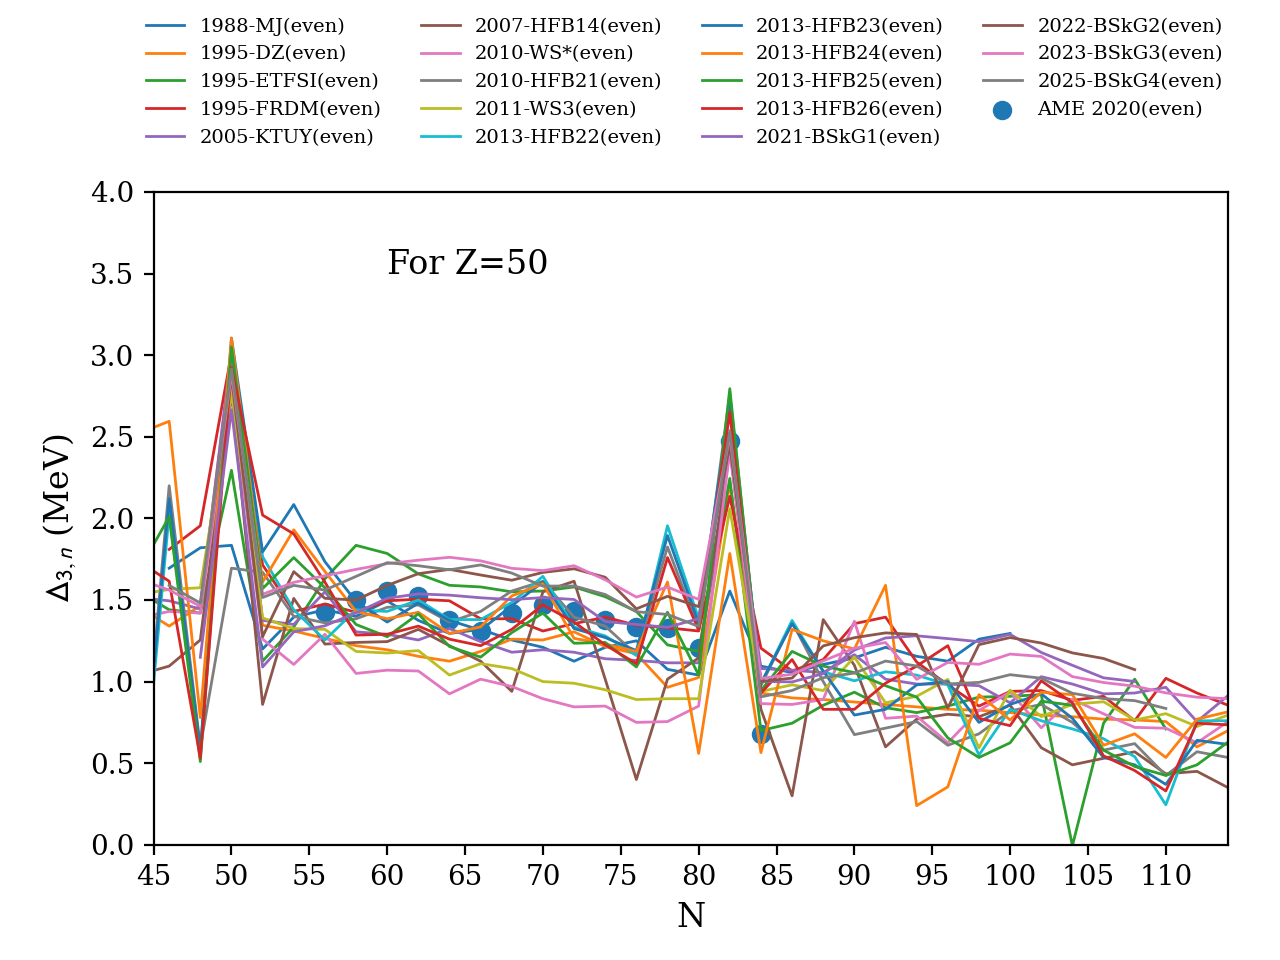 1988-MJ(even)
1995-DZ(even)
1995-ETFSI(even)
1995-FRDM(even)
2005-KTUY(even)
2007-HFB14(even)
2010-WS*(even)
2010-HFB21(even)
2011-WS3(even)
2013-HFB22(even)
2013-HFB23(even)
2013-HFB24(even)
2013-HFB25(even)
2013-HFB26(even)
2021-BSkG1(even)
2022-BSkG2(even)
2023-BSkG3(even)
2025-BSkG4(even)
AME 2020(even)
For Z=50
Δ3,n (MeV)
4.0
3.5
3.0
2.5
2.0
1.5
1.0
0.5
0.0
45 50 55 60 65 70 75 80 85 90 95 100 105 110
N